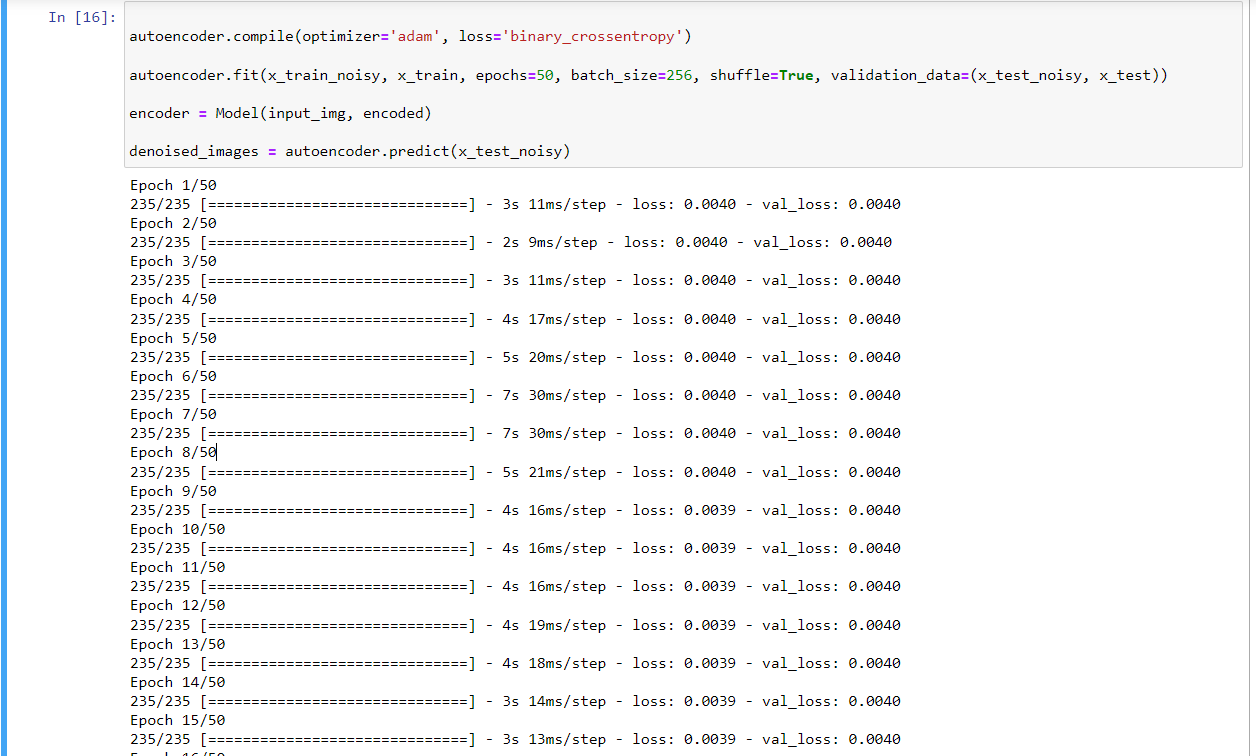 In [16]:
autoencoder.compile(optimizer='adam', loss='binary_crossentropy')
autoencoder.fit(x_train_noisy, x_train, epochs=50, batch_size=256, shuffle=True, validation_data=(x_test_noisy, x_test))
encoder = Model(input_img, encoded)
denoised_images = autoencoder.predict(x_test_noisy)
Epoch 1/50
235/235 [==============================] - 3s 11ms/step - loss: 0.0040 - val_loss: 0.0040
Epoch 2/50
235/235 [==============================] - 2s 9ms/step - loss: 0.0040 - val_loss: 0.0040
Epoch 3/50
235/235 [==============================] - 3s 11ms/step - loss: 0.0040 - val_loss: 0.0040
Epoch 4/50
235/235 [==============================] - 4s 17ms/step - loss: 0.0040 - val_loss: 0.0040
Epoch 5/50
235/235 [==============================] - 5s 20ms/step - loss: 0.0040 - val_loss: 0.0040
Epoch 6/50
235/235 [==============================] - 7s 30ms/step - loss: 0.0040 - val_loss: 0.0040
Epoch 7/50
235/235 [==============================] - 7s 30ms/step - loss: 0.0040 - val_loss: 0.0040
Epoch 8/50
235/235 [==============================] - 5s 21ms/step - loss: 0.0040 - val_loss: 0.0040
Epoch 9/50
235/235 [==============================] - 4s 16ms/step - loss: 0.0039 - val_loss: 0.0040
Epoch 10/50
235/235 [==============================] - 4s 16ms/step - loss: 0.0039 - val_loss: 0.0040
Epoch 11/50
235/235 [==============================] - 4s 16ms/step - loss: 0.0039 - val_loss: 0.0040
Epoch 12/50
235/235 [==============================] - 4s 19ms/step - loss: 0.0039 - val_loss: 0.0040
Epoch 13/50
235/235 [==============================] - 4s 18ms/step - loss: 0.0039 - val_loss: 0.0040
Epoch 14/50
235/235 [==============================] - 3s 14ms/step - loss: 0.0039 - val_loss: 0.0040
Epoch 15/50
235/235 [==============================] - 3s 13ms/step - loss: 0.0039 - val_loss: 0.0040